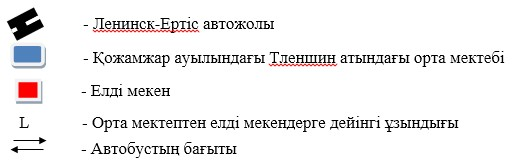 - Ленинск-Ертіс автожолы
- Қожамжар ауылындағы Тленшин атындағы орта мектебі
- Елді мекен
L - Орта мектептен елді мекендерге дейінгі ұзындығы
- Автобустың бағыты